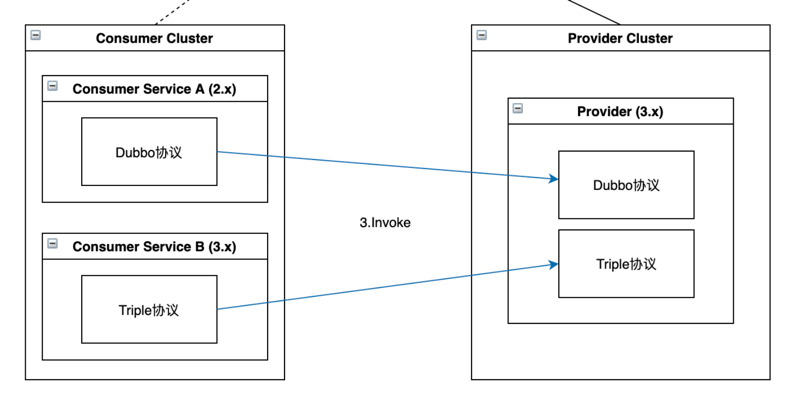 Consumer Cluster
Consumer Service A (2.x)
Dubbo协议
Consumer Service B (3.x)
Triple协议
3.Invoke
Provider Cluster
Provider (3.x)
Dubbo协议
Triple协议